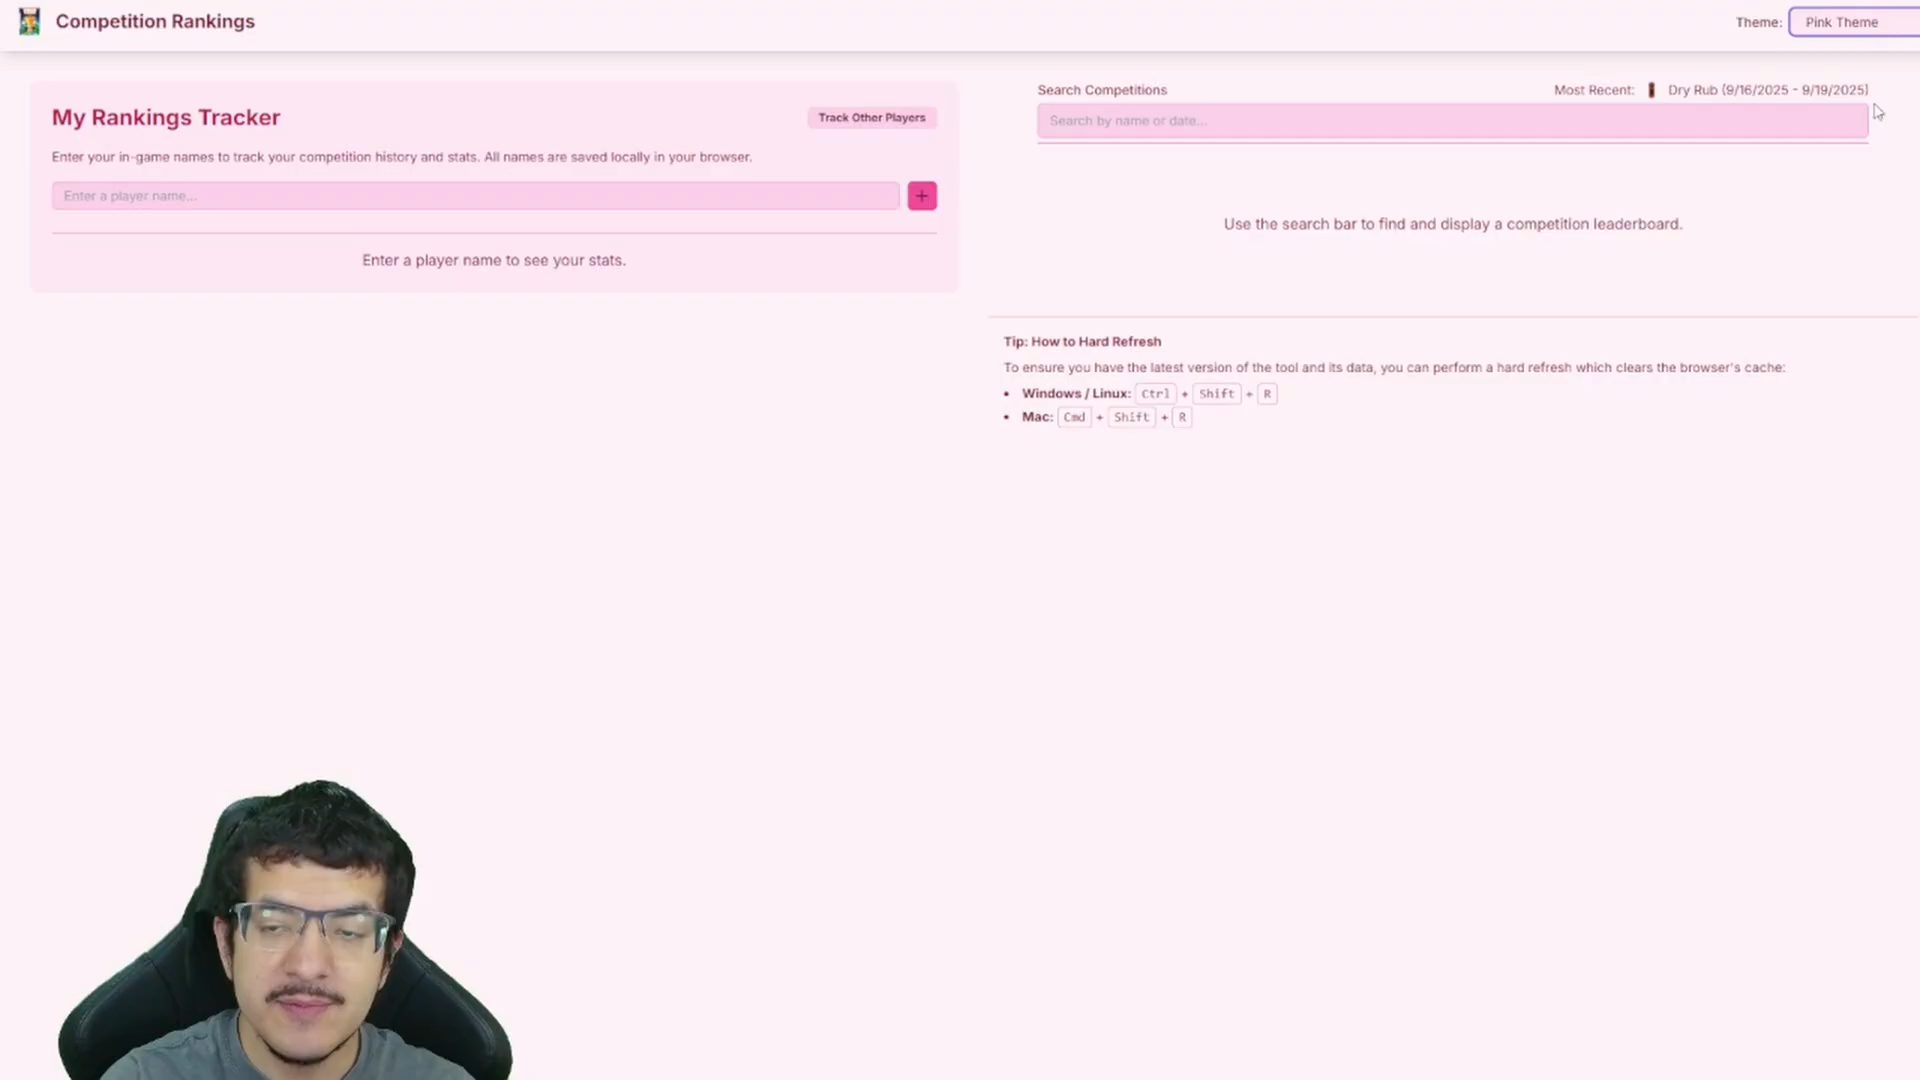 Competition Rankings
Theme: Pink Theme
My Rankings Tracker
Track Other Players
Enter your in-game names to track your competition history and stats. All names are saved locally in your browser.
Enter a player name...
+
Enter a player name to see your stats.
Search Competitions
Most Recent: Dry Rub (9/16/2025 - 9/19/2025)
Search by name or date...
Use the search bar to find and display a competition leaderboard.
Tip: How to Hard Refresh
To ensure you have the latest version of the tool and its data, you can perform a hard refresh which clears the browser's cache:
• Windows / Linux: Ctrl + Shift + R
• Mac: Cmd + Shift + R